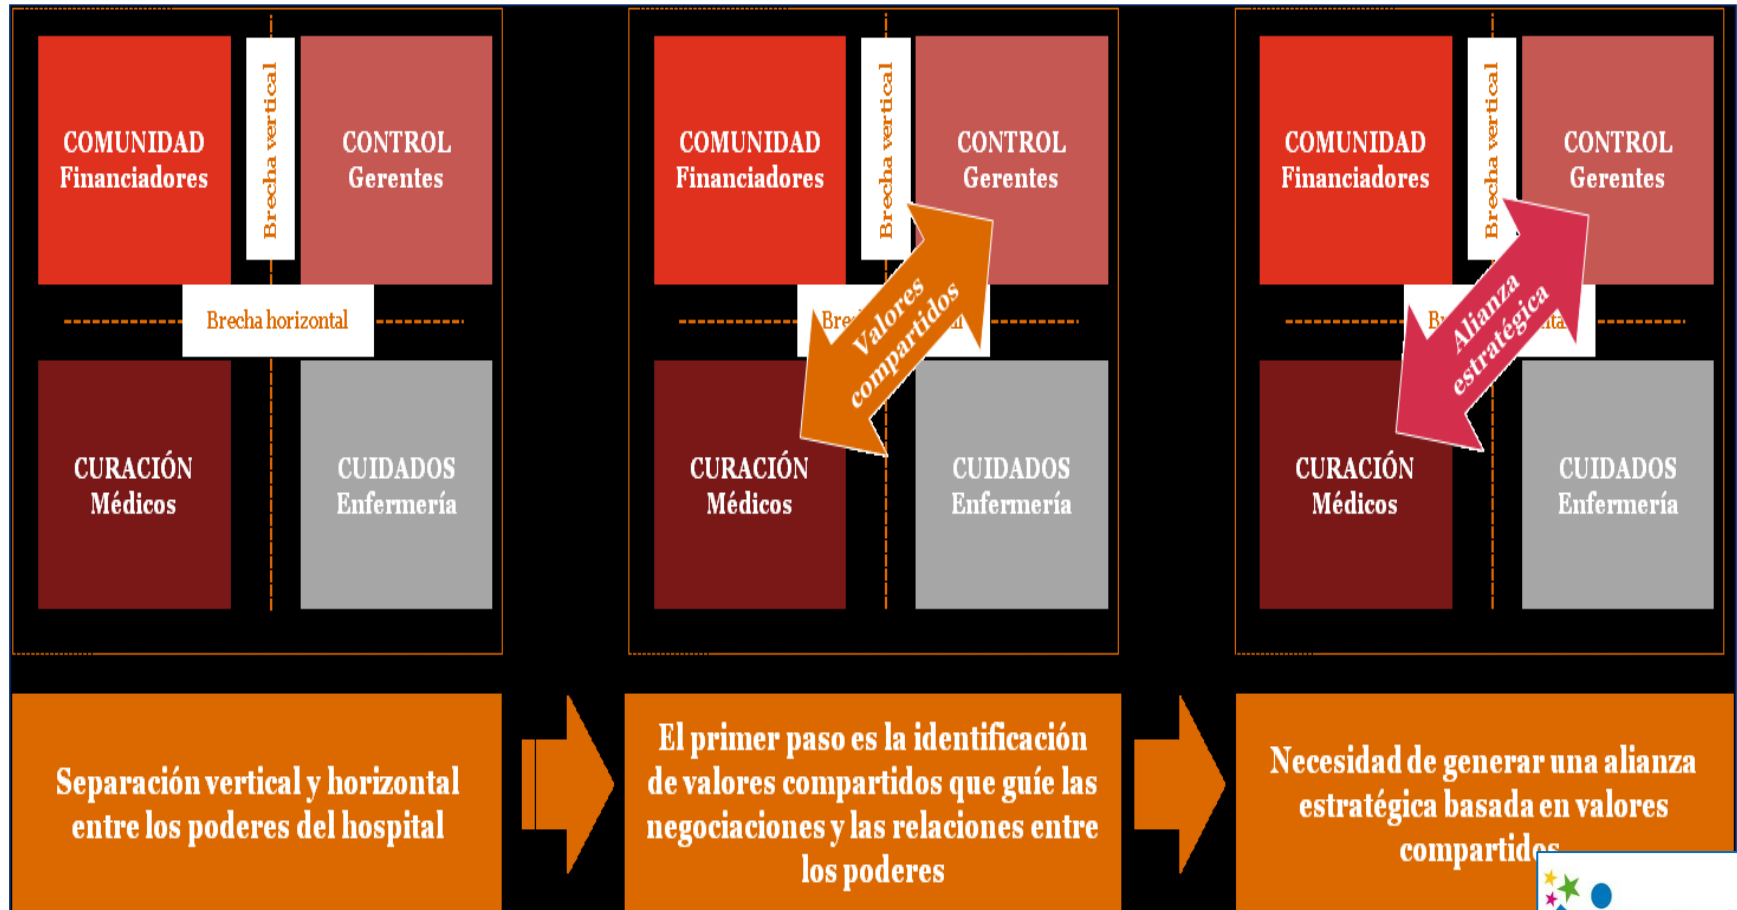 COMUNIDAD
Financiadores
Brecha vertical
CONTROL
Gerentes
Brecha horizontal
CURACIÓN
Médicos
CUIDADOS
Enfermería
COMUNIDAD
Financiadores
Brecha vertical
CONTROL
Gerentes
Valores
compartidos
CURACIÓN
Médicos
CUIDADOS
Enfermería
COMUNIDAD
Financiadores
Brecha vertical
CONTROL
Gerentes
Alianza
estratégica
CURACIÓN
Médicos
CUIDADOS
Enfermería
Separación vertical y horizontal
entre los poderes del hospital
El primer paso es la identificación
de valores compartidos que guíe las
negociaciones y las relaciones entre
los poderes
Necesidad de generar una alianza
estratégica basada en valores
compartidos